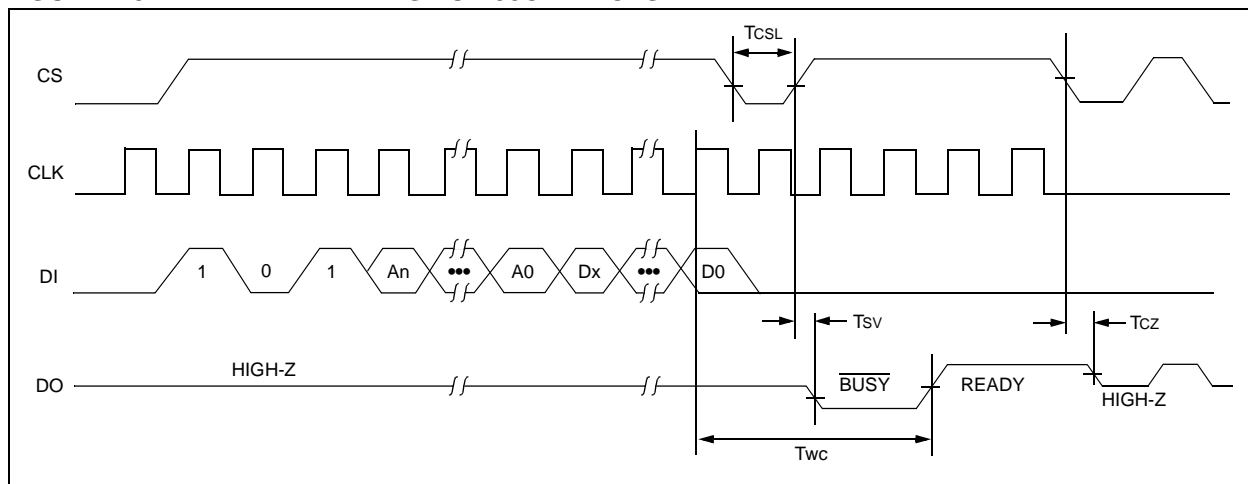 TCSL
CS
CLK
DI 1 0 1 An ••• A0 Dx ••• D0
TSV TCZ
HIGH-Z
DO BUSY READY HIGH-Z
TWC